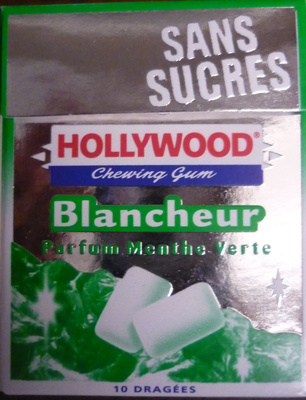 SANS
SUCRES
HOLLYWOOD®
Chewing Gum
Blancheur
Parfum Menthe Verte
10 DRAGÉES